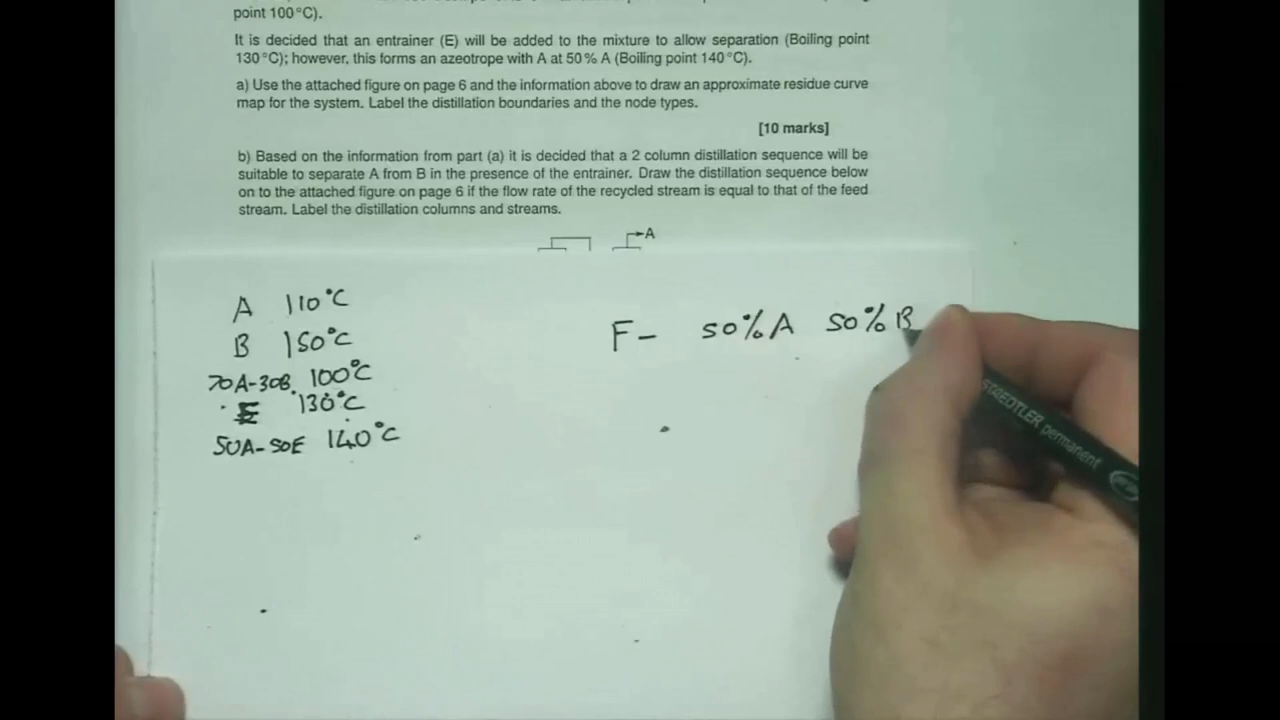 point 100°C).
It is decided that an entrainer (E) will be added to the mixture to allow separation (Boiling point
130°C); however, this forms an azeotrope with A at 50% A (Boiling point 140°C).
a) Use the attached figure on page 6 and the information above to draw an approximate residue curve
map for the system. Label the distillation boundaries and the node types.
[10 marks]
b) Based on the information from part (a) it is decided that a 2 column distillation sequence will be
suitable to separate A from B in the presence of the entrainer. Draw the distillation sequence below
on to the attached figure on page 6 if the flow rate of the recycled stream is equal to that of the feed
stream. Label the distillation columns and streams.
A
A 110°C
B 150°C
70A-30B 100°C
E 130°C
50A-50E 140°C
F- 50%A 50%B
STAEDTLER permanent